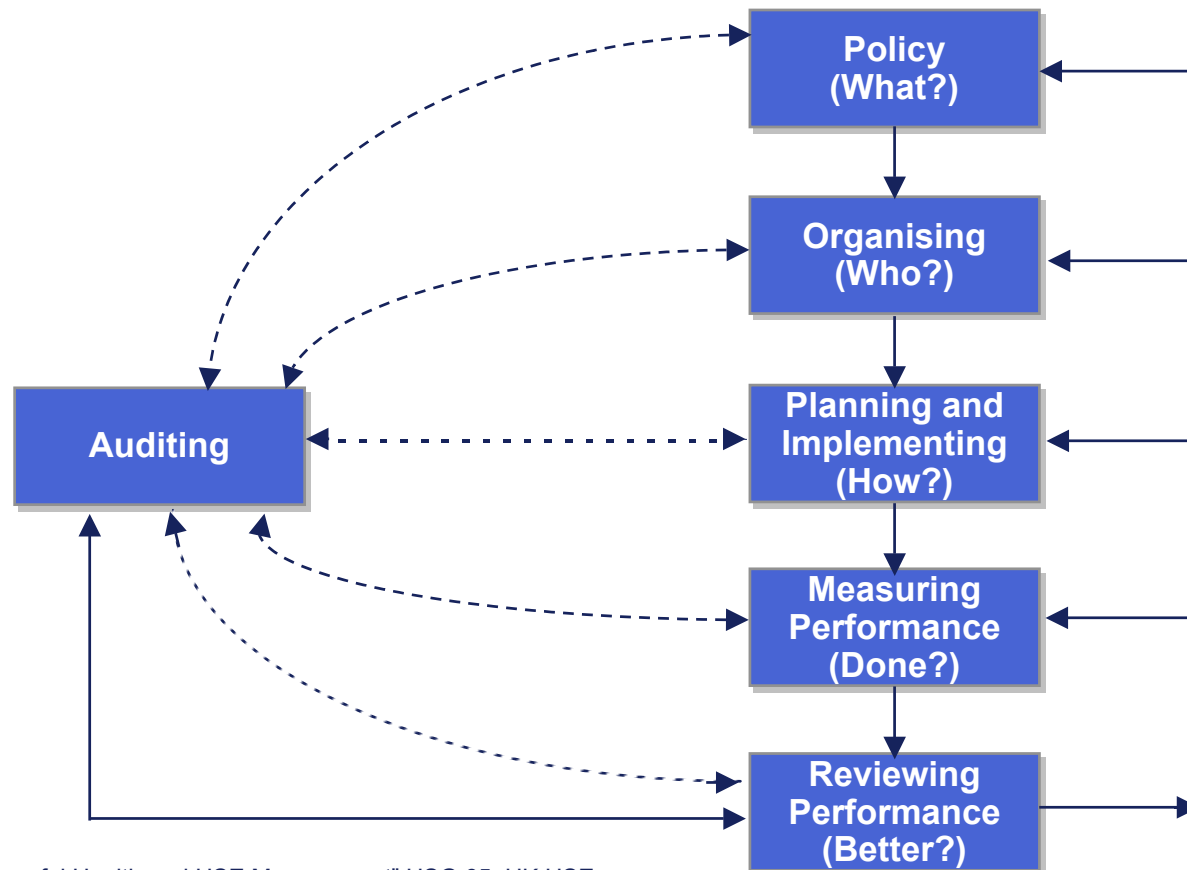 Policy
(What?)
Organising
(Who?)
Auditing
Planning and
Implementing
(How?)
Measuring
Performance
(Done?)
Reviewing
Performance
(Better?)